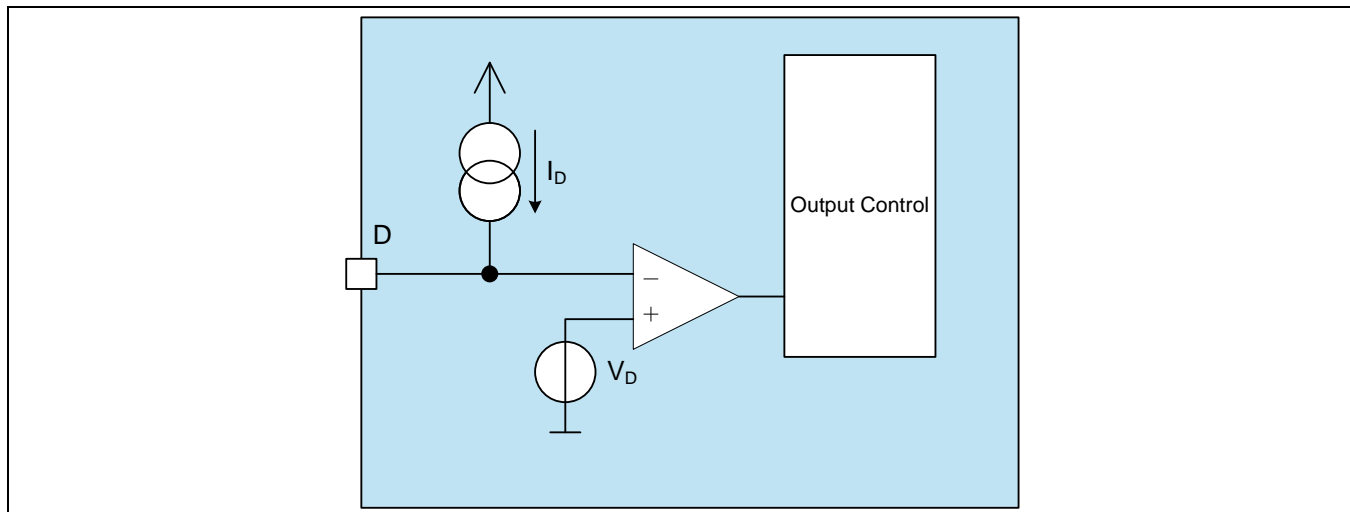 I_D
D
Output Control
−
+
V_D